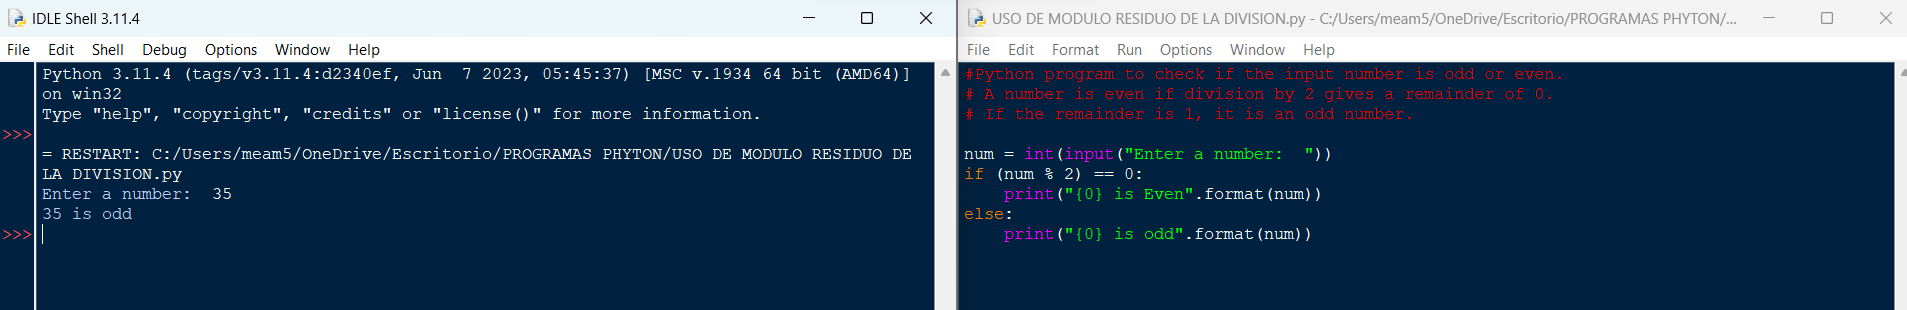 IDLE Shell 3.11.4
File Edit Shell Debug Options Window Help
Python 3.11.4 (tags/v3.11.4:d2340ef, Jun  7 2023, 05:45:37) [MSC v.1934 64 bit (AMD64)]
on win32
Type "help", "copyright", "credits" or "license()" for more information.
>>>
= RESTART: C:/Users/meam5/OneDrive/Escritorio/PROGRAMAS PHYTON/USO DE MODULO RESIDUO DE
LA DIVISION.py
Enter a number:  35
35 is odd
>>>
USO DE MODULO RESIDUO DE LA DIVISION.py - C:/Users/meam5/OneDrive/Escritorio/PROGRAMAS PHYTON/...
File Edit Format Run Options Window Help
#Python program to check if the input number is odd or even.
# A number is even if division by 2 gives a remainder of 0.
# If the remainder is 1, it is an odd number.
num = int(input("Enter a number:  "))
if (num % 2) == 0:
    print("{0} is Even".format(num))
else:
    print("{0} is odd".format(num))